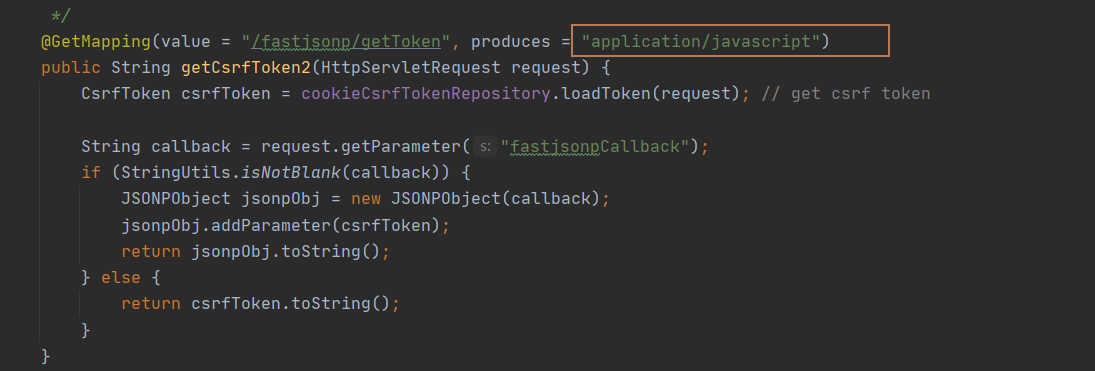 */
@GetMapping(value = "/fastjsonp/getToken", produces = "application/javascript")
public String getCsrfToken2(HttpServletRequest request) {
CsrfToken csrfToken = cookieCsrfTokenRepository.loadToken(request); // get csrf token
String callback = request.getParameter( s: "fastjsonpCallback");
if (StringUtils.isNotBlank(callback)) {
JSONPObject jsonpObj = new JSONPObject(callback);
jsonpObj.addParameter(csrfToken);
return jsonpObj.toString();
} else {
return csrfToken.toString();
}
}